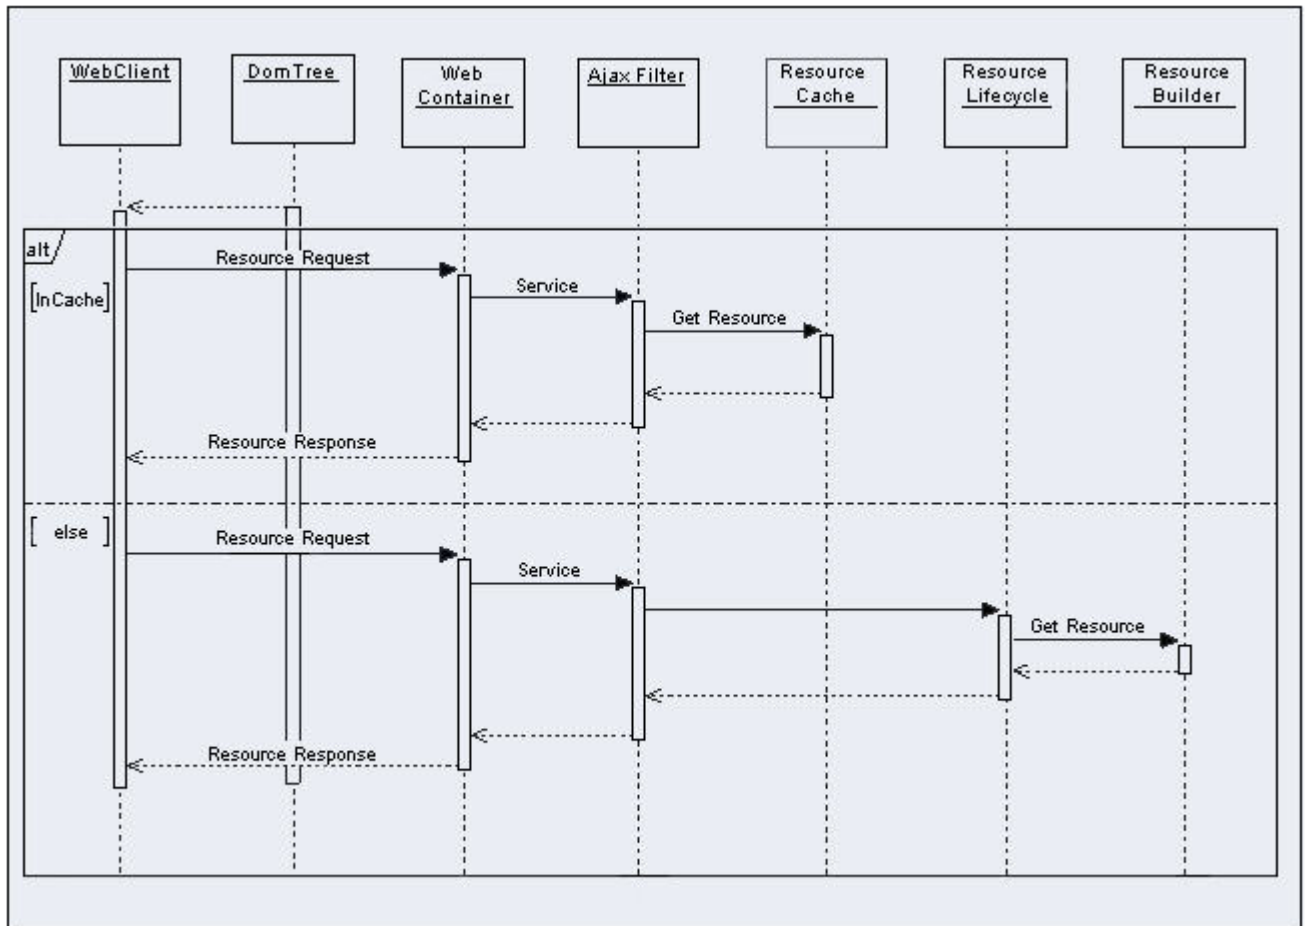 WebClient
DomTree
Web
Container
Ajax Filter
Resource
Cache
Resource
Lifecycle
Resource
Builder
alt
Resource Request
[InCache]
Service
Get Resource
Resource Response
[ else ]
Resource Request
Service
Get Resource
Resource Response